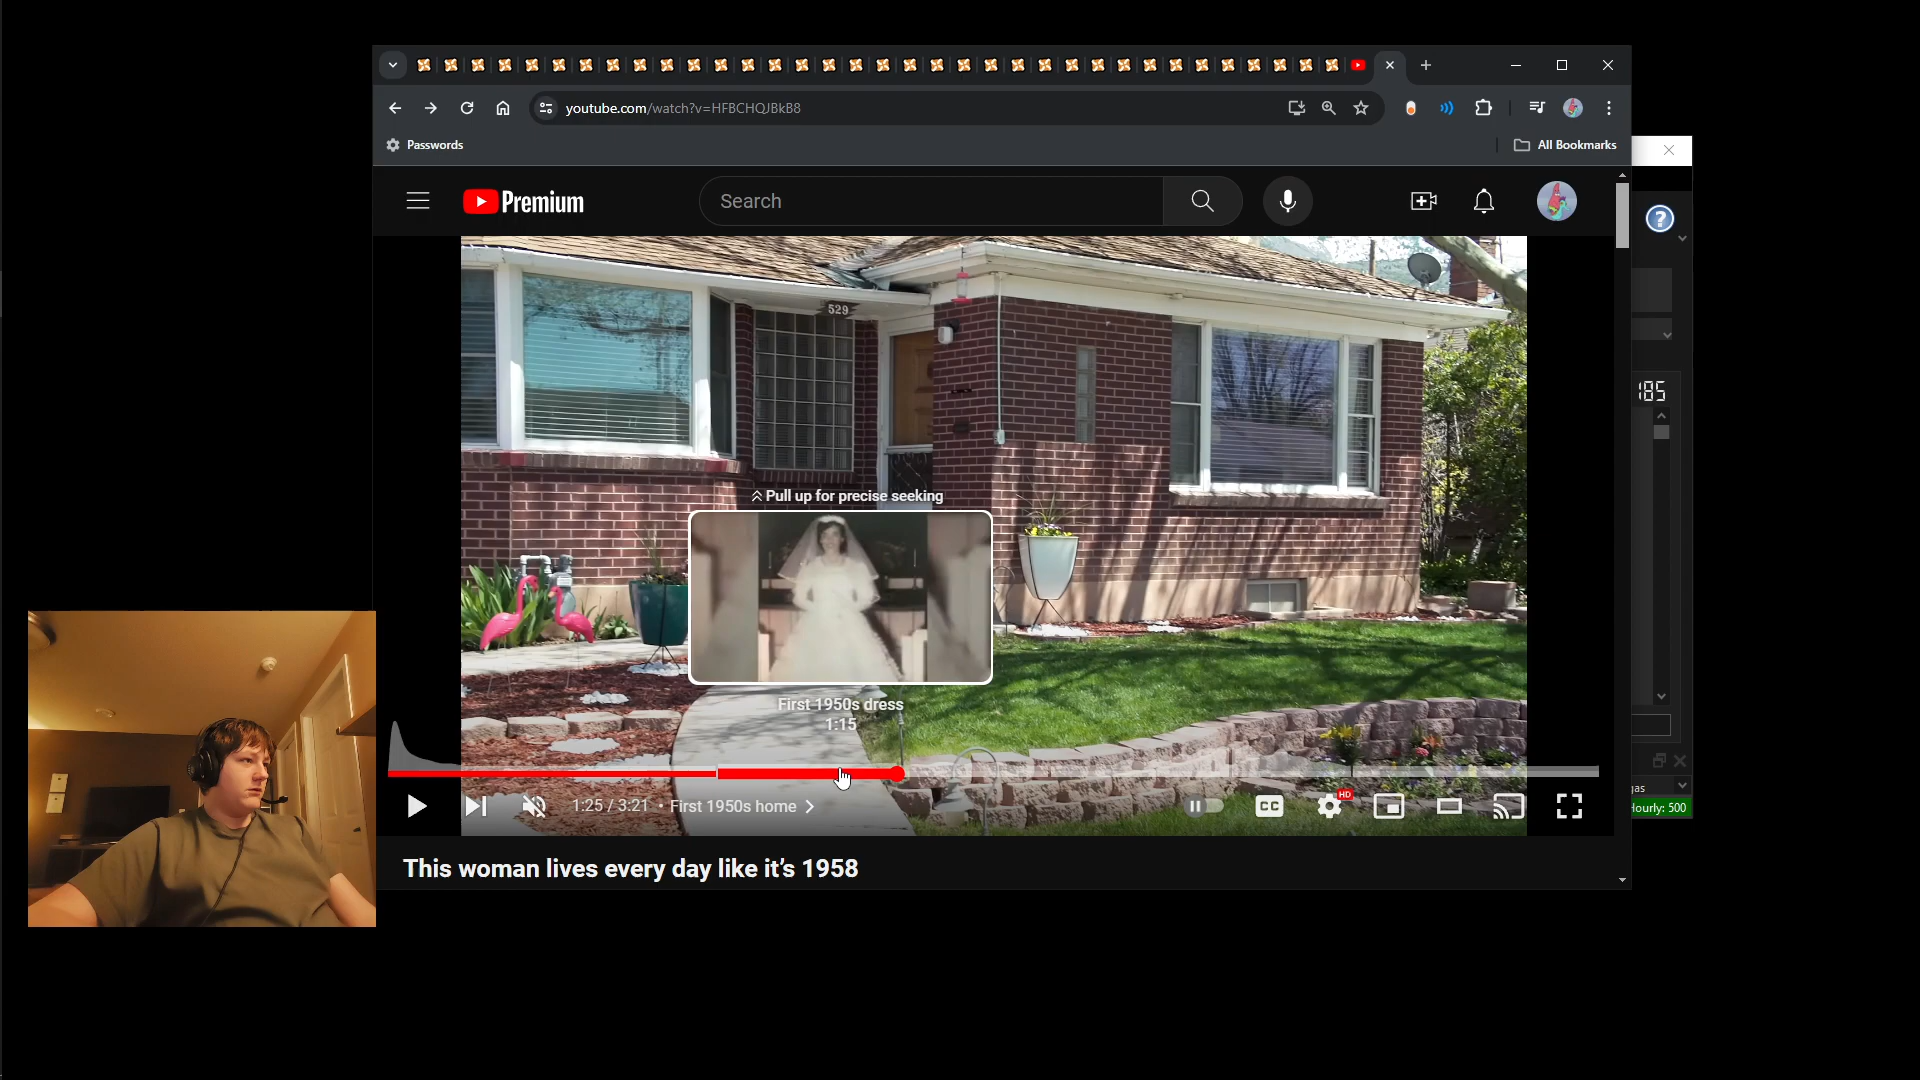 youtube.com/watch?v=HFBCHQJBkB8
Passwords
All Bookmarks
Premium
Search
529
185
Pull up for precise seeking
First 1950s dress
1:15
1:25 / 3:21 • First 1950s home
CC
HD
Hourly: 500
This woman lives every day like it's 1958